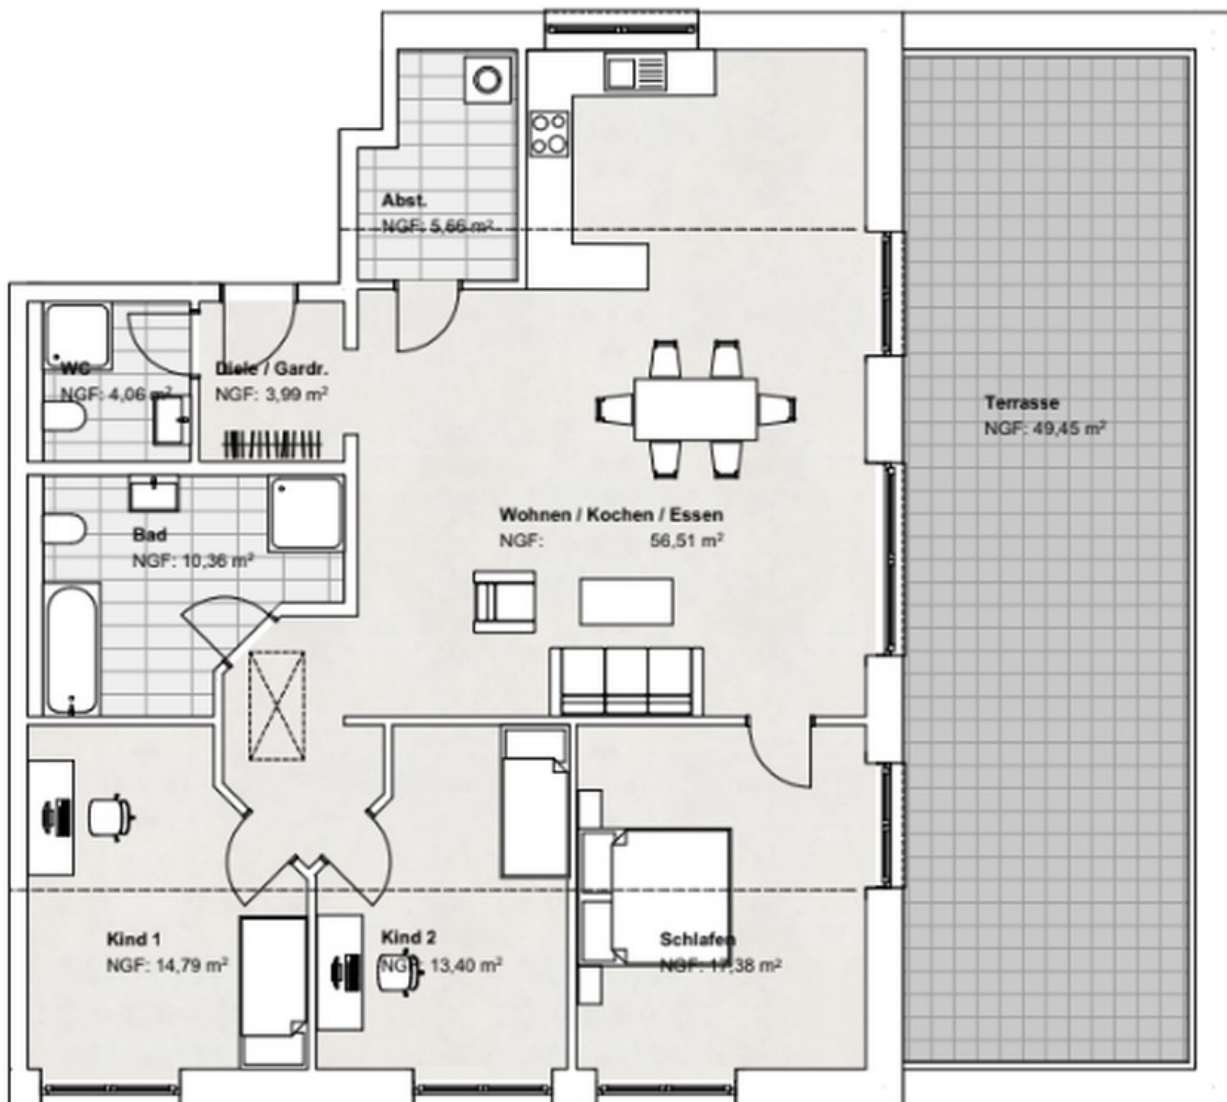 Abst.
NGF: 5,66 m²
WC
NGF: 4,06 m²
Diele / Gardr.
NGF: 3,99 m²
Terrasse
NGF: 49,45 m²
Wohnen / Kochen / Essen
NGF: 56,51 m²
Bad
NGF: 10,36 m²
Kind 1
NGF: 14,79 m²
Kind 2
NGF: 13,40 m²
Schlafen
NGF: 17,38 m²